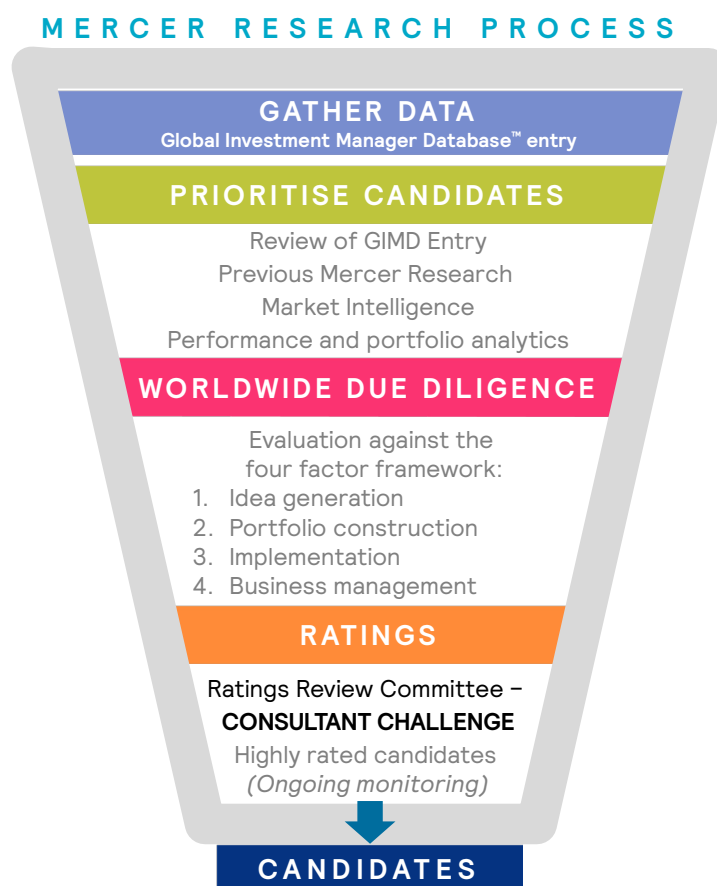 MERCER RESEARCH PROCESS
GATHER DATA
Global Investment Manager Database™ entry
PRIORITISE CANDIDATES
Review of GIMD Entry
Previous Mercer Research
Market Intelligence
Performance and portfolio analytics
WORLDWIDE DUE DILIGENCE
Evaluation against the
four factor framework:
1. Idea generation
2. Portfolio construction
3. Implementation
4. Business management
RATINGS
Ratings Review Committee –
CONSULTANT CHALLENGE
Highly rated candidates
(Ongoing monitoring)
CANDIDATES